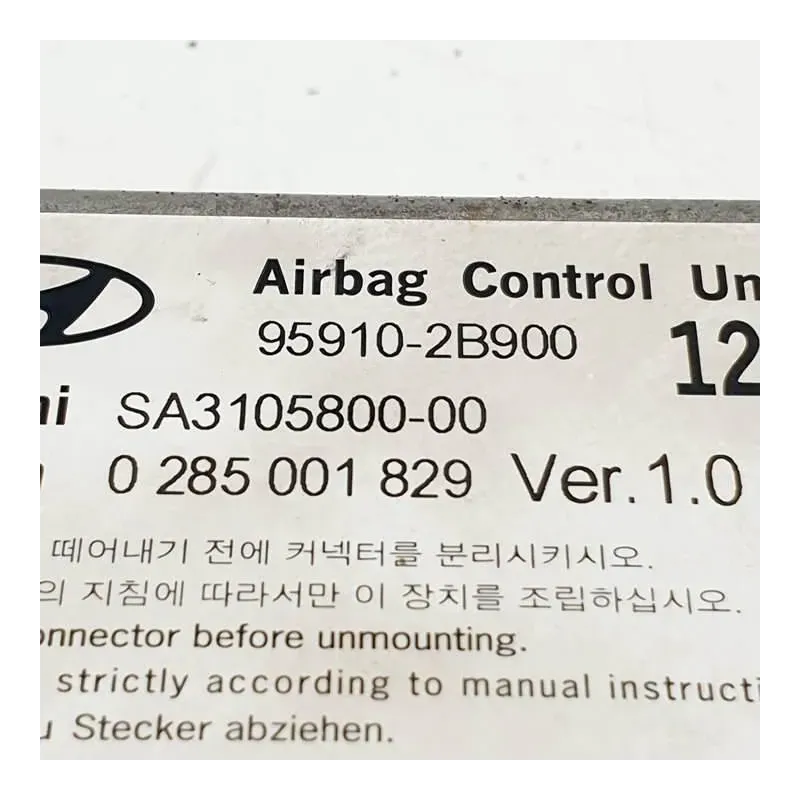 Airbag Control Un
95910-2B900
12
SA3105800-00
0 285 001 829 Ver.1.0
떼어내기 전에 커넥터를 분리시키시오.
의 지침에 따라서만 이 장치를 조립하십시오.
onnector before unmounting.
strictly according to manual instructi
Stecker abziehen.